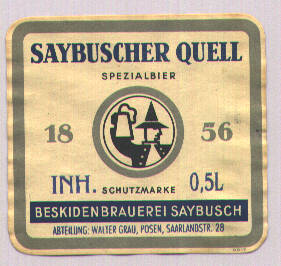 SAYBUSCHER QUELL
SPEZIALBIER
18 56
INH. SCHUTZMARKE 0,5L
BESKIDENBRAUEREI SAYBUSCH
ABTEILUNG: WALTER GRAU, POSEN, SAARLANDSTR. 28